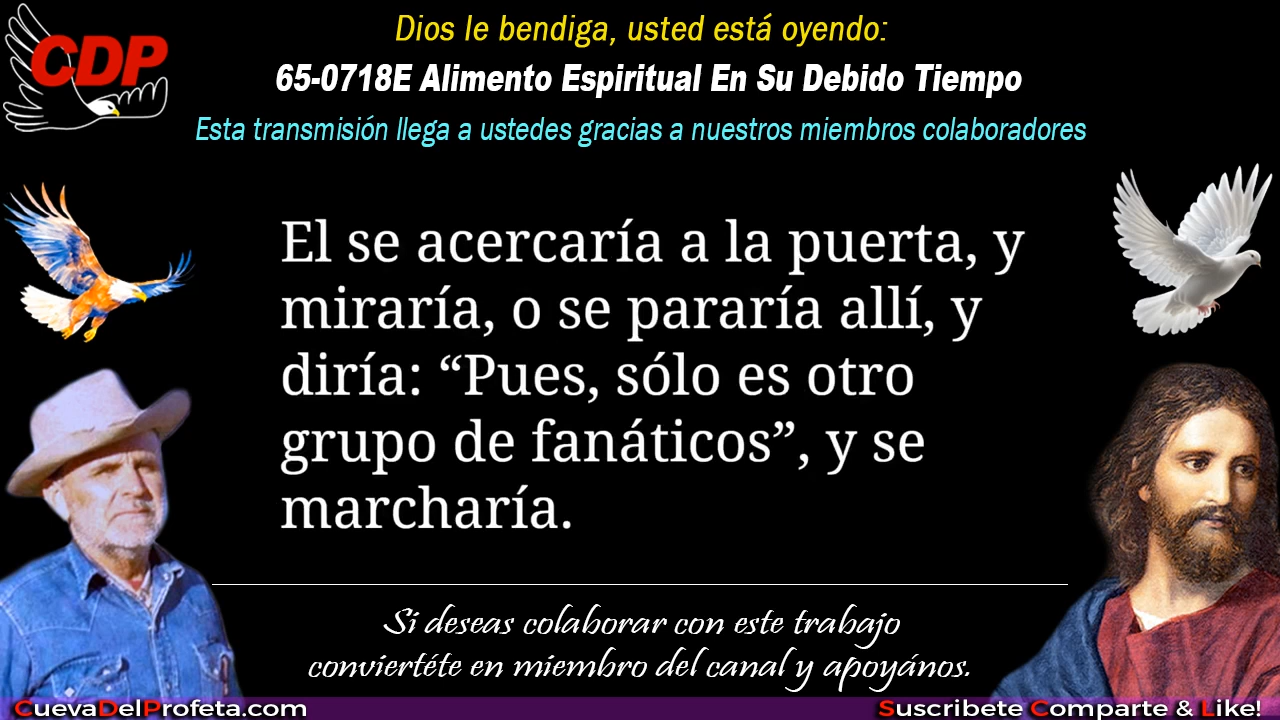 CDP
Dios le bendiga, usted está oyendo:
65-0718E Alimento Espiritual En Su Debido Tiempo
Esta transmisión llega a ustedes gracias a nuestros miembros colaboradores
El se acercaría a la puerta, y
miraría, o se pararía allí, y
diría: “Pues, sólo es otro
grupo de fanáticos”, y se
marcharía.
Si deseas colaborar con este trabajo
conviertéte en miembro del canal y apoyános.
CuevaDelProfeta.com
Suscribete Comparte & Like!